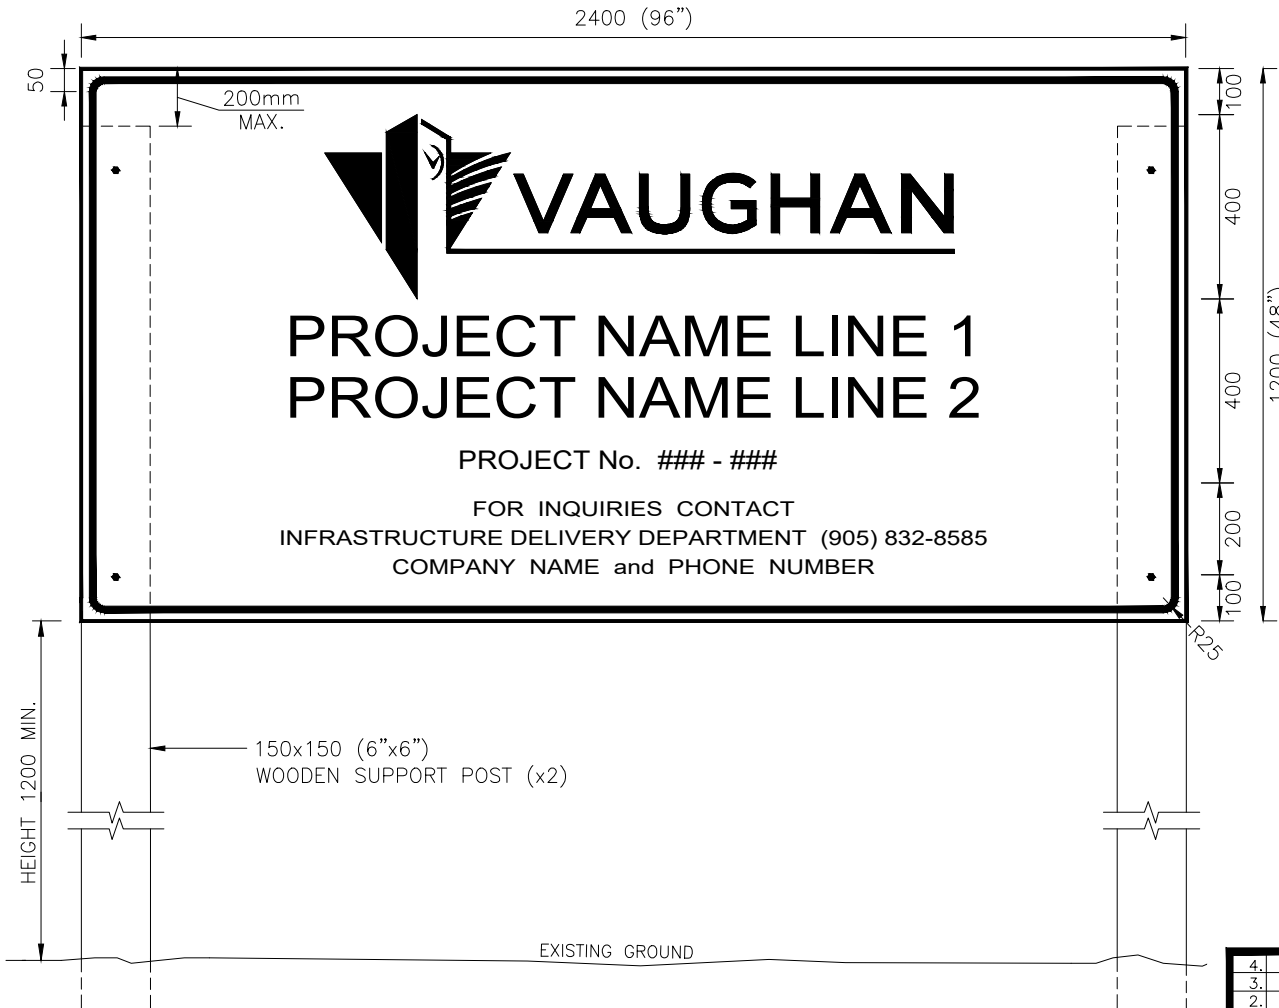 2400 (96”)
50
200mm
MAX.
100
VAUGHAN
400
1200 (48”)
PROJECT NAME LINE 1
PROJECT NAME LINE 2
400
PROJECT No. ### - ###
FOR INQUIRIES CONTACT
200
INFRASTRUCTURE DELIVERY DEPARTMENT (905) 832-8585
COMPANY NAME and PHONE NUMBER
100
R25
HEIGHT 1200 MIN.
150x150 (6”x6”)
WOODEN SUPPORT POST (x2)
EXISTING GROUND
4.
3.
2.